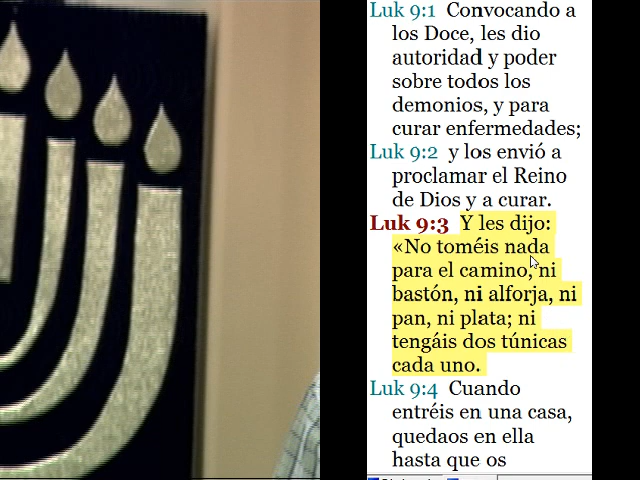 Luk 9:1 Convocando a
los Doce, les dio
autoridad y poder
sobre todos los
demonios, y para
curar enfermedades;
Luk 9:2 y los envió a
proclamar el Reino
de Dios y a curar.
Luk 9:3 Y les dijo:
«No toméis nada
para el camino, ni
bastón, ni alforja, ni
pan, ni plata; ni
tengáis dos túnicas
cada uno.
Luk 9:4 Cuando
entréis en una casa,
quedaos en ella
hasta que os